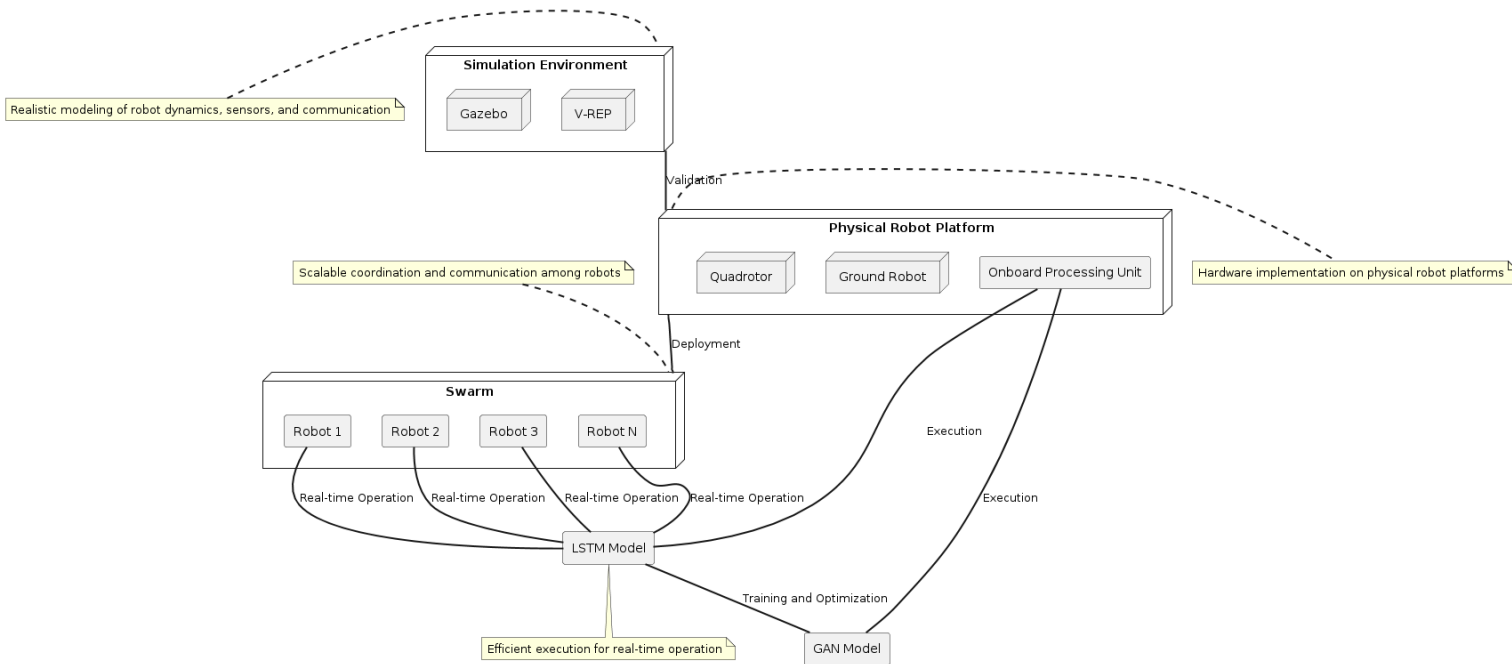 Simulation Environment
Gazebo
V-REP
Realistic modeling of robot dynamics, sensors, and communication
Validation
Physical Robot Platform
Quadrotor
Ground Robot
Onboard Processing Unit
Scalable coordination and communication among robots
Hardware implementation on physical robot platforms
Deployment
Swarm
Robot 1
Robot 2
Robot 3
Robot N
Execution
Real-time Operation
Real-time Operation
Real-time Operation
Real-time Operation
Execution
LSTM Model
Training and Optimization
Efficient execution for real-time operation
GAN Model